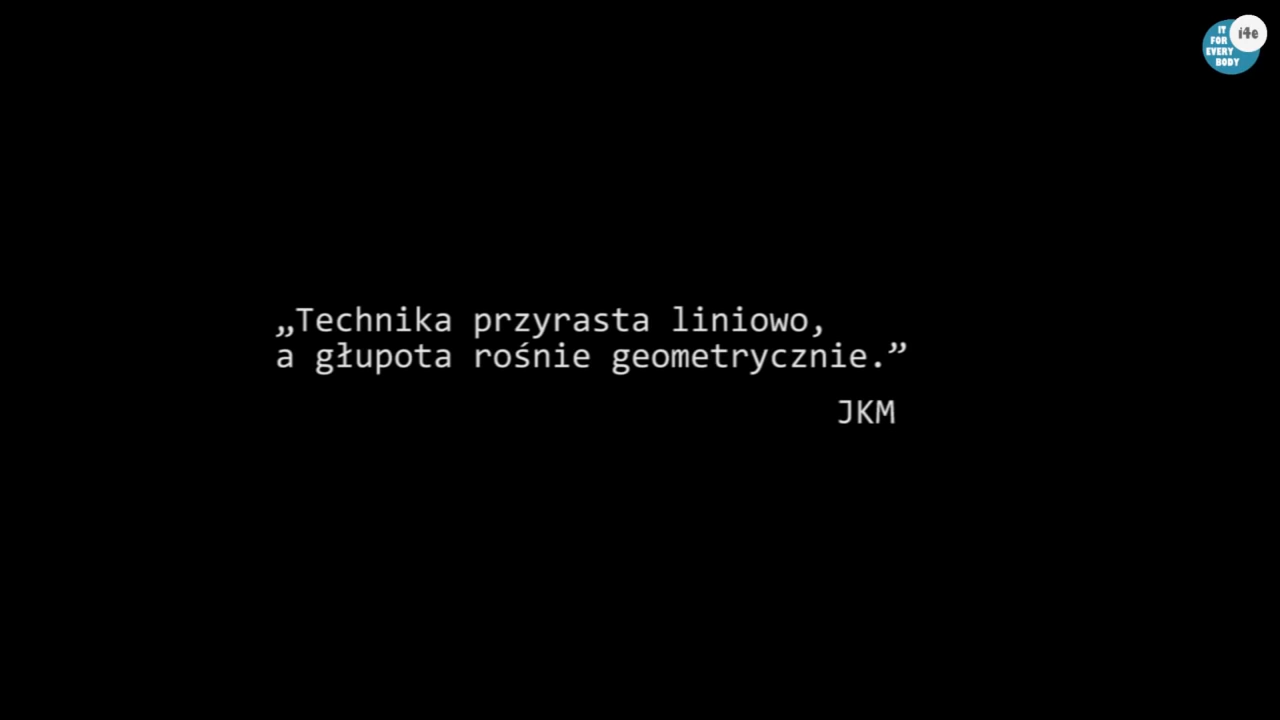 IT
FOR
EVERY
BODY
i4e
„Technika przyrasta liniowo,
a głupota rośnie geometrycznie.”
JKM